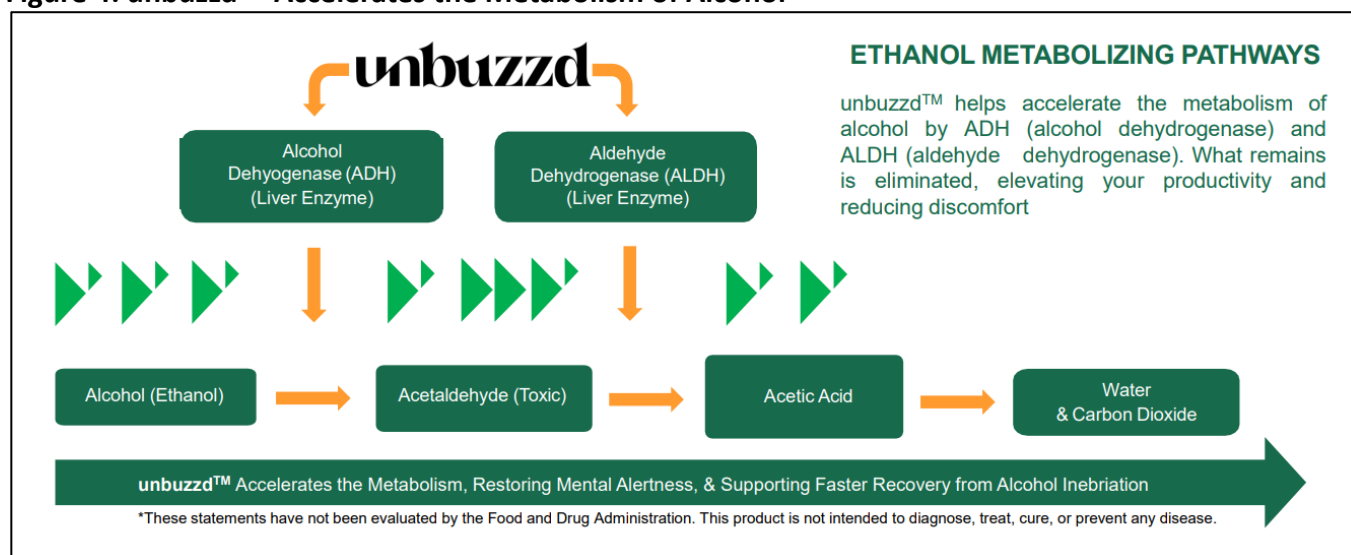 unbuzzd
ETHANOL METABOLIZING PATHWAYS
unbuzzd™ helps accelerate the metabolism of
alcohol by ADH (alcohol dehydrogenase) and
ALDH (aldehyde dehydrogenase). What remains
is eliminated, elevating your productivity and
reducing discomfort
Alcohol
Dehyogenase (ADH)
(Liver Enzyme)
Aldehyde
Dehydrogenase (ALDH)
(Liver Enzyme)
Alcohol (Ethanol)
Acetaldehyde (Toxic)
Acetic Acid
Water
& Carbon Dioxide
unbuzzd™ Accelerates the Metabolism, Restoring Mental Alertness, & Supporting Faster Recovery from Alcohol Inebriation
*These statements have not been evaluated by the Food and Drug Administration. This product is not intended to diagnose, treat, cure, or prevent any disease.